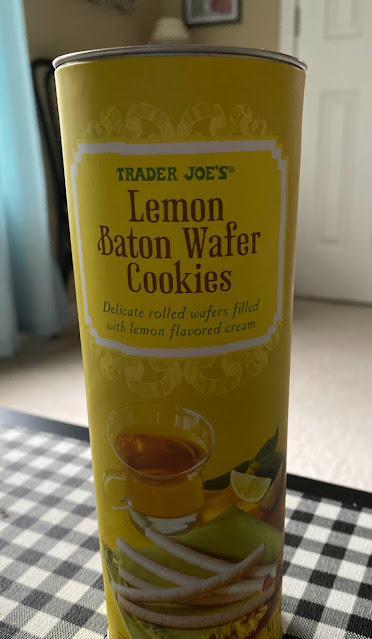 TRADER JOE'S®
Lemon
Baton Wafer
Cookies
Delicate rolled wafers filled
with lemon flavored cream